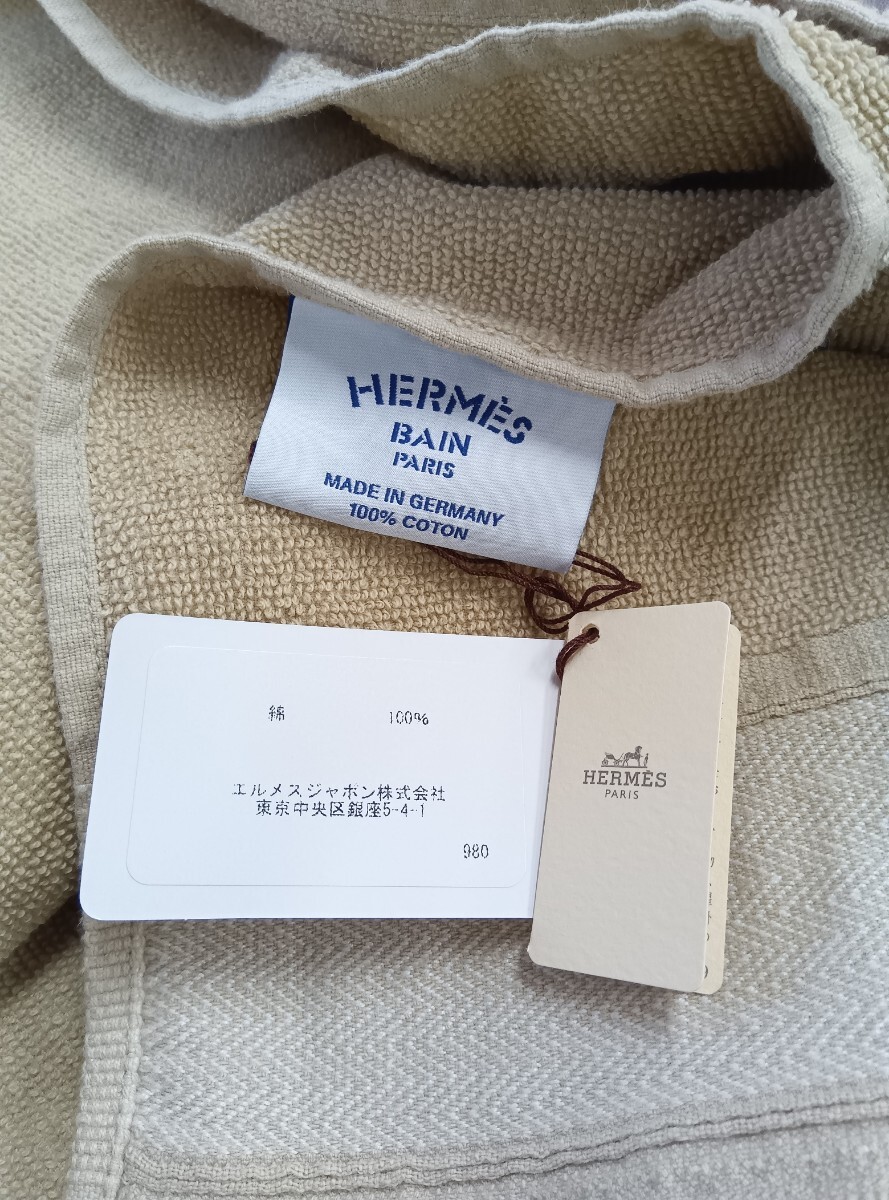 HERMÈS
BAIN
PARIS
MADE IN GERMANY
100% COTON
綿 100%
エルメスジャポン株式会社
東京中央区銀座5-4-1
980
HERMÈS
PARIS